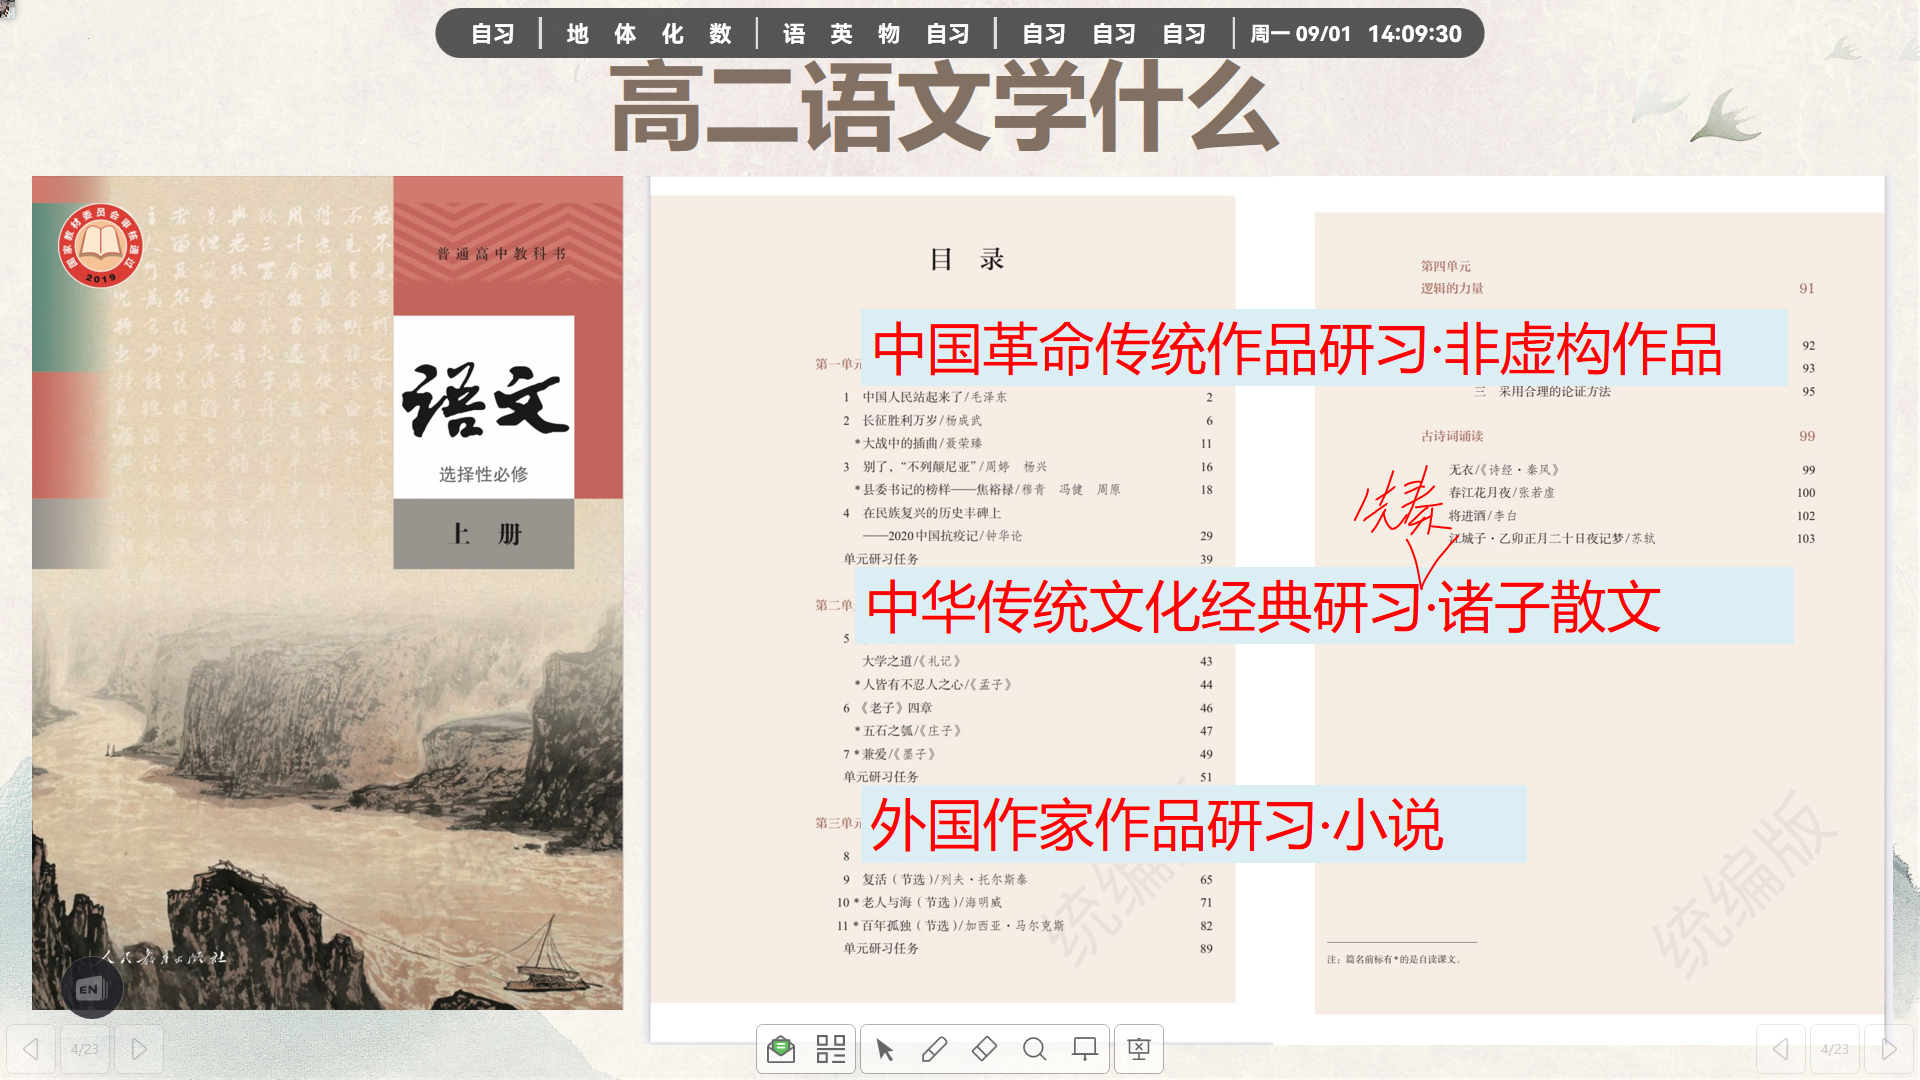 自习 | 地 体 化 数 | 语 英 物 自习 | 自习 自习 自习 | 周一 09/01 14:09:30
高二语文学什么
国家教材委员会审核通过
2019
普通高中教科书
语文
选择性必修
上 册
人民教育出版社
EN
目 录
中国革命传统作品研习·非虚构作品
第一单元
1 中国人民站起来了/毛泽东 2
2 长征胜利万岁/杨成武 6
*大战中的插曲/聂荣臻 11
3 别了，“不列颠尼亚”/周婷 杨兴 16
*县委书记的榜样——焦裕禄/穆青 冯健 周原 18
4 在民族复兴的历史丰碑上
——2020中国抗疫记/钟华论 29
单元研习任务 39
中华传统文化经典研习·诸子散文
第二单
5
大学之道/《礼记》 43
*人皆有不忍人之心/《孟子》 44
6 《老子》四章 46
*五石之瓠/《庄子》 47
7 *兼爱/《墨子》 49
单元研习任务 51
外国作家作品研习·小说
第三单元
8
9 复活（节选）/列夫·托尔斯泰 65
10 *老人与海（节选）/海明威 71
11 *百年孤独（节选）/加西亚·马尔克斯 82
单元研习任务 89
第四单元
逻辑的力量 91
92
93
三 采用合理的论证方法 95
古诗词诵读 99
无衣/《诗经·秦风》 99
春江花月夜/张若虚 100
将进酒/李白 102
江城子·乙卯正月二十日夜记梦/苏轼 103
先秦
注：篇名前标有*的是自读课文。
统编
统编版
4/23
4/23